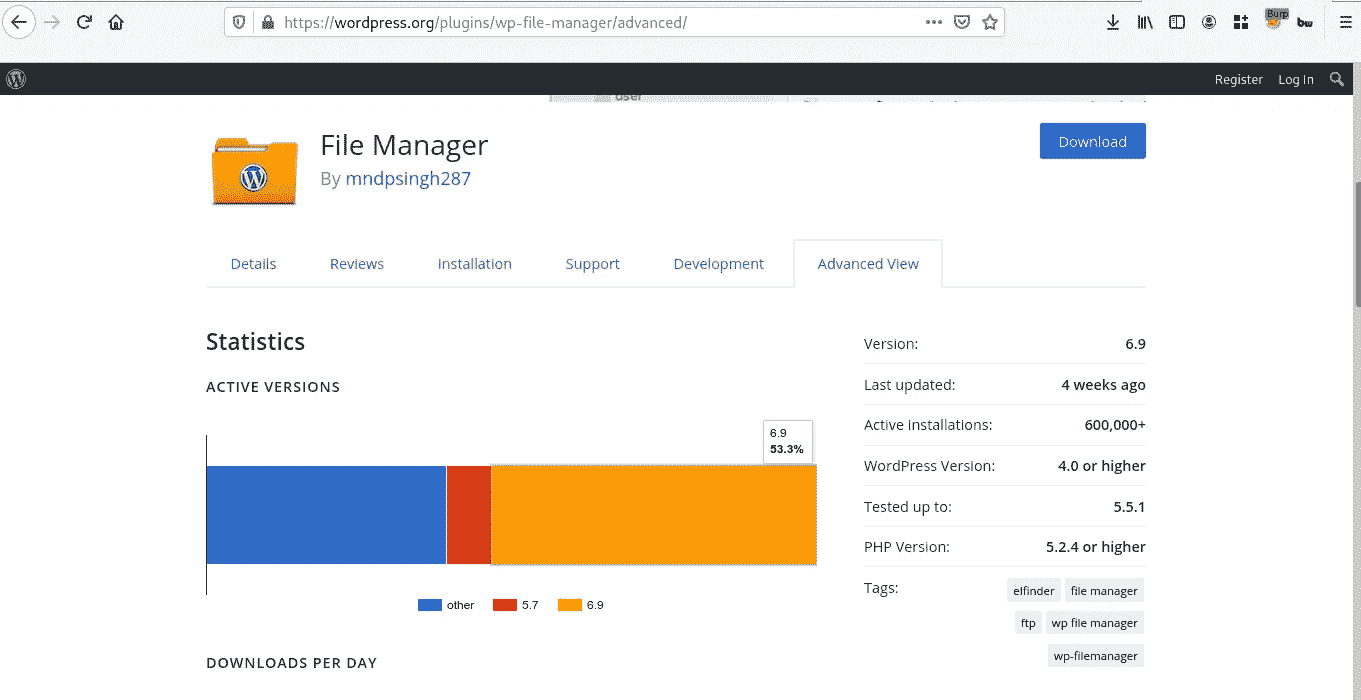 https://wordpress.org/plugins/wp-file-manager/advanced/
Burp
Register Log In
user
File Manager
Download
By mndpsingh287
Details Reviews Installation Support Development Advanced View
Statistics
ACTIVE VERSIONS
6.9
53.3%
other 5.7 6.9
DOWNLOADS PER DAY
Version: 6.9
Last updated: 4 weeks ago
Active installations: 600,000+
WordPress Version: 4.0 or higher
Tested up to: 5.5.1
PHP Version: 5.2.4 or higher
Tags: elfinder file manager
ftp wp file manager
wp-filemanager